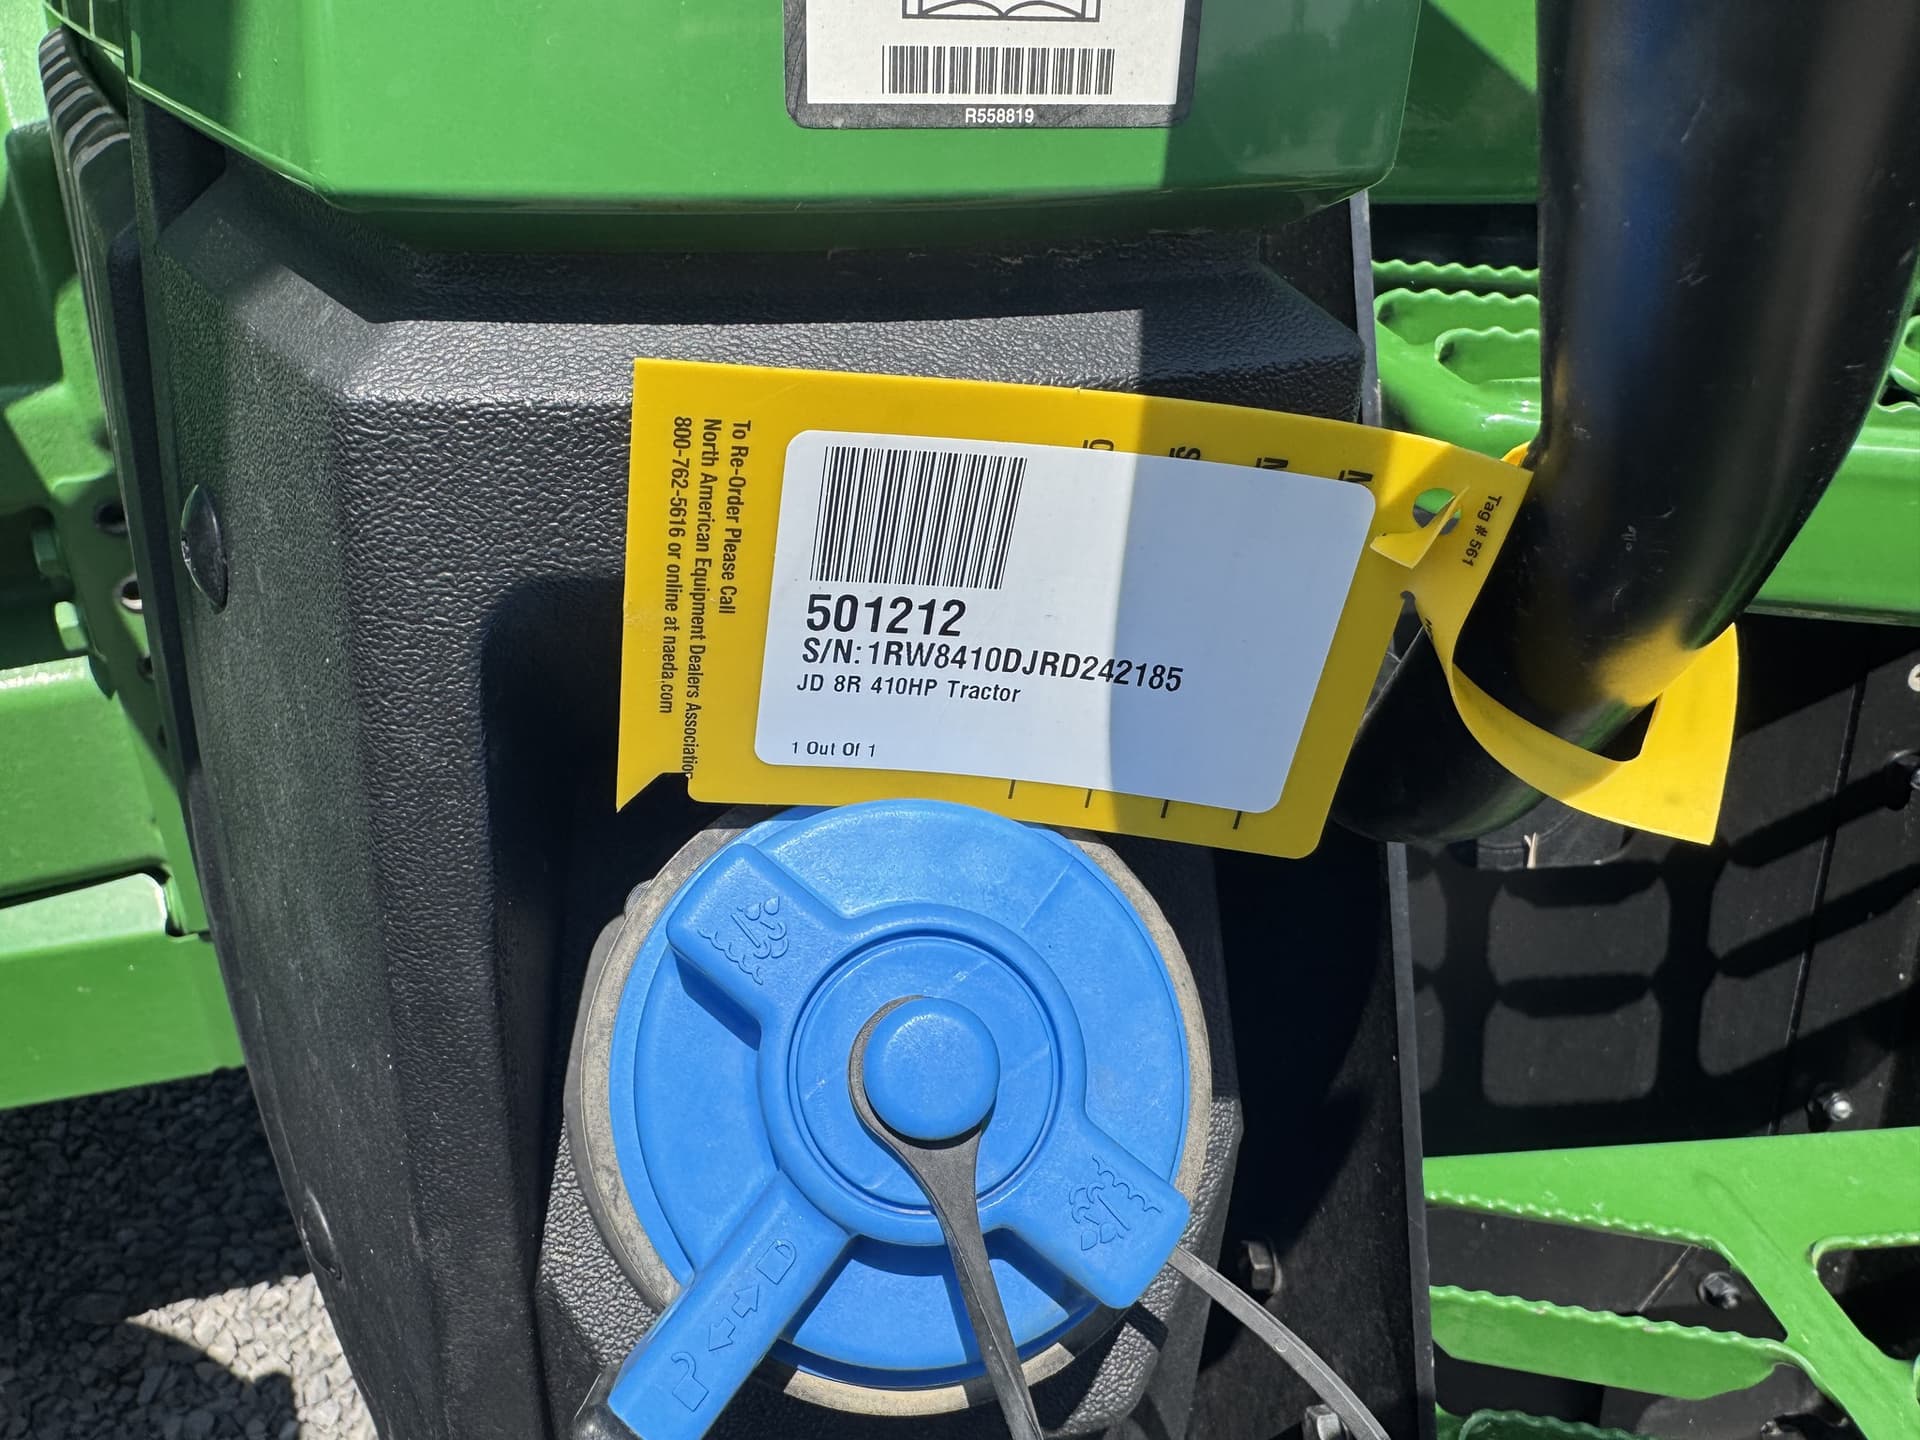 R558819
To Re-Order Please Call
North American Equipment Dealers Association
800-762-5616 or online at naeda.com
Tag # 561
501212
S/N: 1RW8410DJRD242185
JD 8R 410HP Tractor
1 Out Of 1